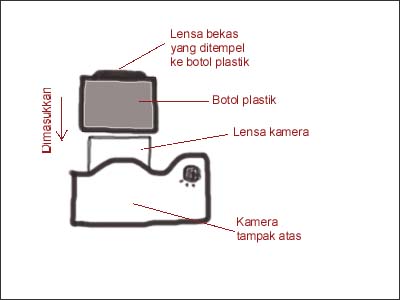 Lensa bekas
yang ditempel
ke botol plastik
Botol plastik
Dimasukkan
Lensa kamera
Kamera
tampak atas